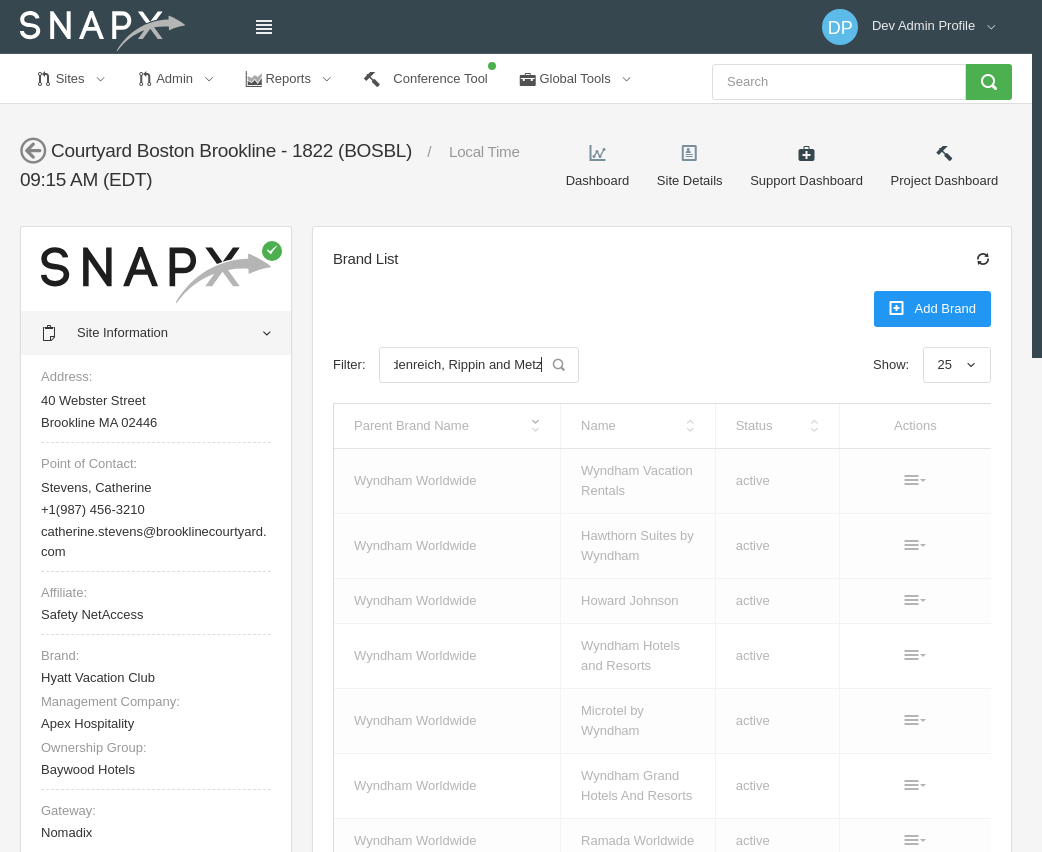 SNAPX
DP
Dev Admin Profile
Sites
Admin
Reports
Conference Tool
Global Tools
Search
Courtyard Boston Brookline - 1822 (BOSBL) / Local Time
09:15 AM (EDT)
Dashboard
Site Details
Support Dashboard
Project Dashboard
SNAPX
Site Information
Address:
40 Webster Street
Brookline MA 02446
Point of Contact:
Stevens, Catherine
+1(987) 456-3210
catherine.stevens@brooklinecourtyard.
com
Affiliate:
Safety NetAccess
Brand:
Hyatt Vacation Club
Management Company:
Apex Hospitality
Ownership Group:
Baywood Hotels
Gateway:
Nomadix
Brand List
Add Brand
Filter:
denreich, Rippin and Metz
Show:
25
Parent Brand Name
Name
Status
Actions
Wyndham Worldwide
Wyndham Vacation
Rentals
active
Wyndham Worldwide
Hawthorn Suites by
Wyndham
active
Wyndham Worldwide
Howard Johnson
active
Wyndham Worldwide
Wyndham Hotels
and Resorts
active
Wyndham Worldwide
Microtel by
Wyndham
active
Wyndham Worldwide
Wyndham Grand
Hotels And Resorts
active
Wyndham Worldwide
Ramada Worldwide
active